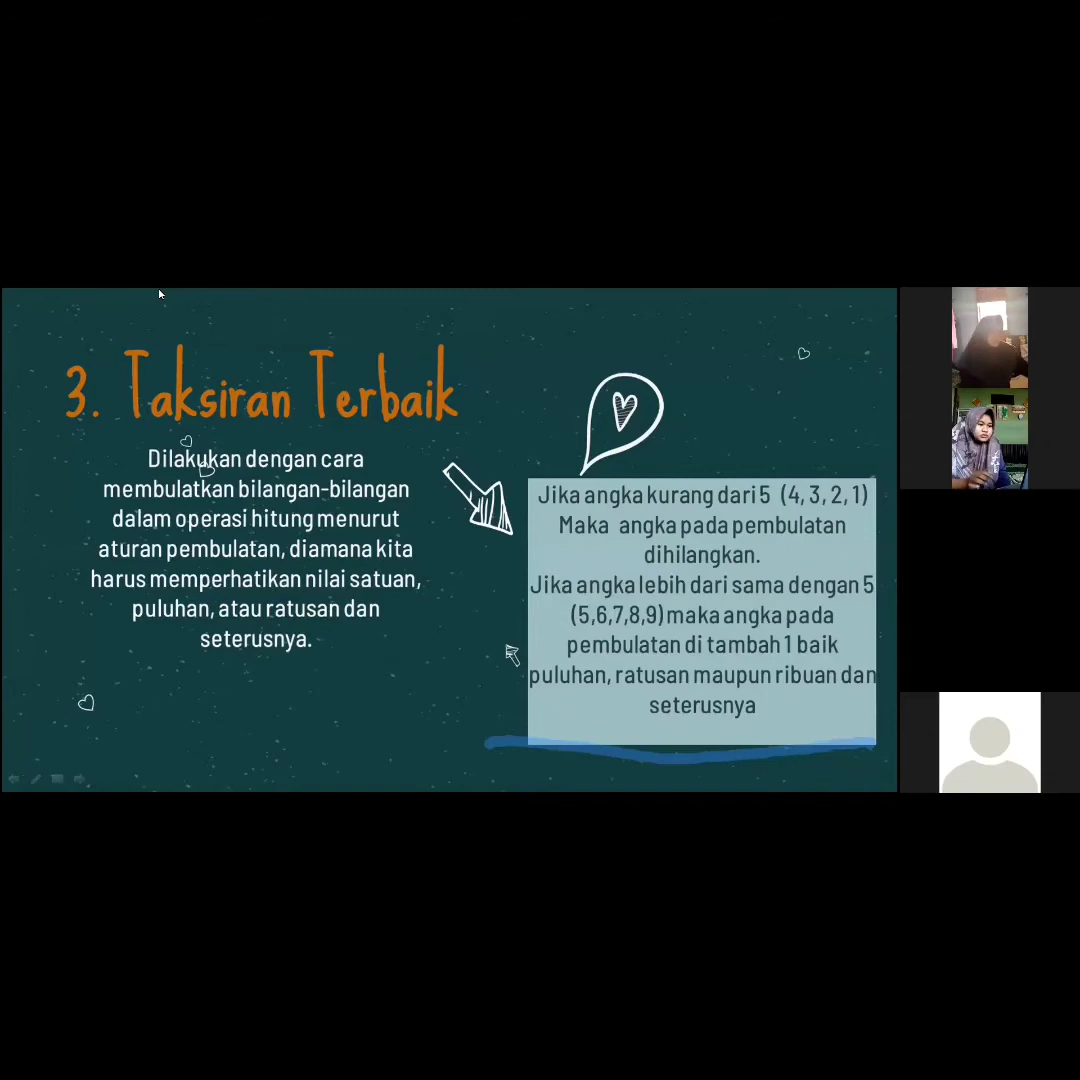 3. Taksiran Terbaik
Dilakukan dengan cara
membulatkan bilangan-bilangan
dalam operasi hitung menurut
aturan pembulatan, diamana kita
harus memperhatikan nilai satuan,
puluhan, atau ratusan dan
seterusnya.
Jika angka kurang dari 5 (4, 3, 2, 1)
Maka angka pada pembulatan
dihilangkan.
Jika angka lebih dari sama dengan 5
(5,6,7,8,9) maka angka pada
pembulatan di tambah 1 baik
puluhan, ratusan maupun ribuan dan
seterusnya